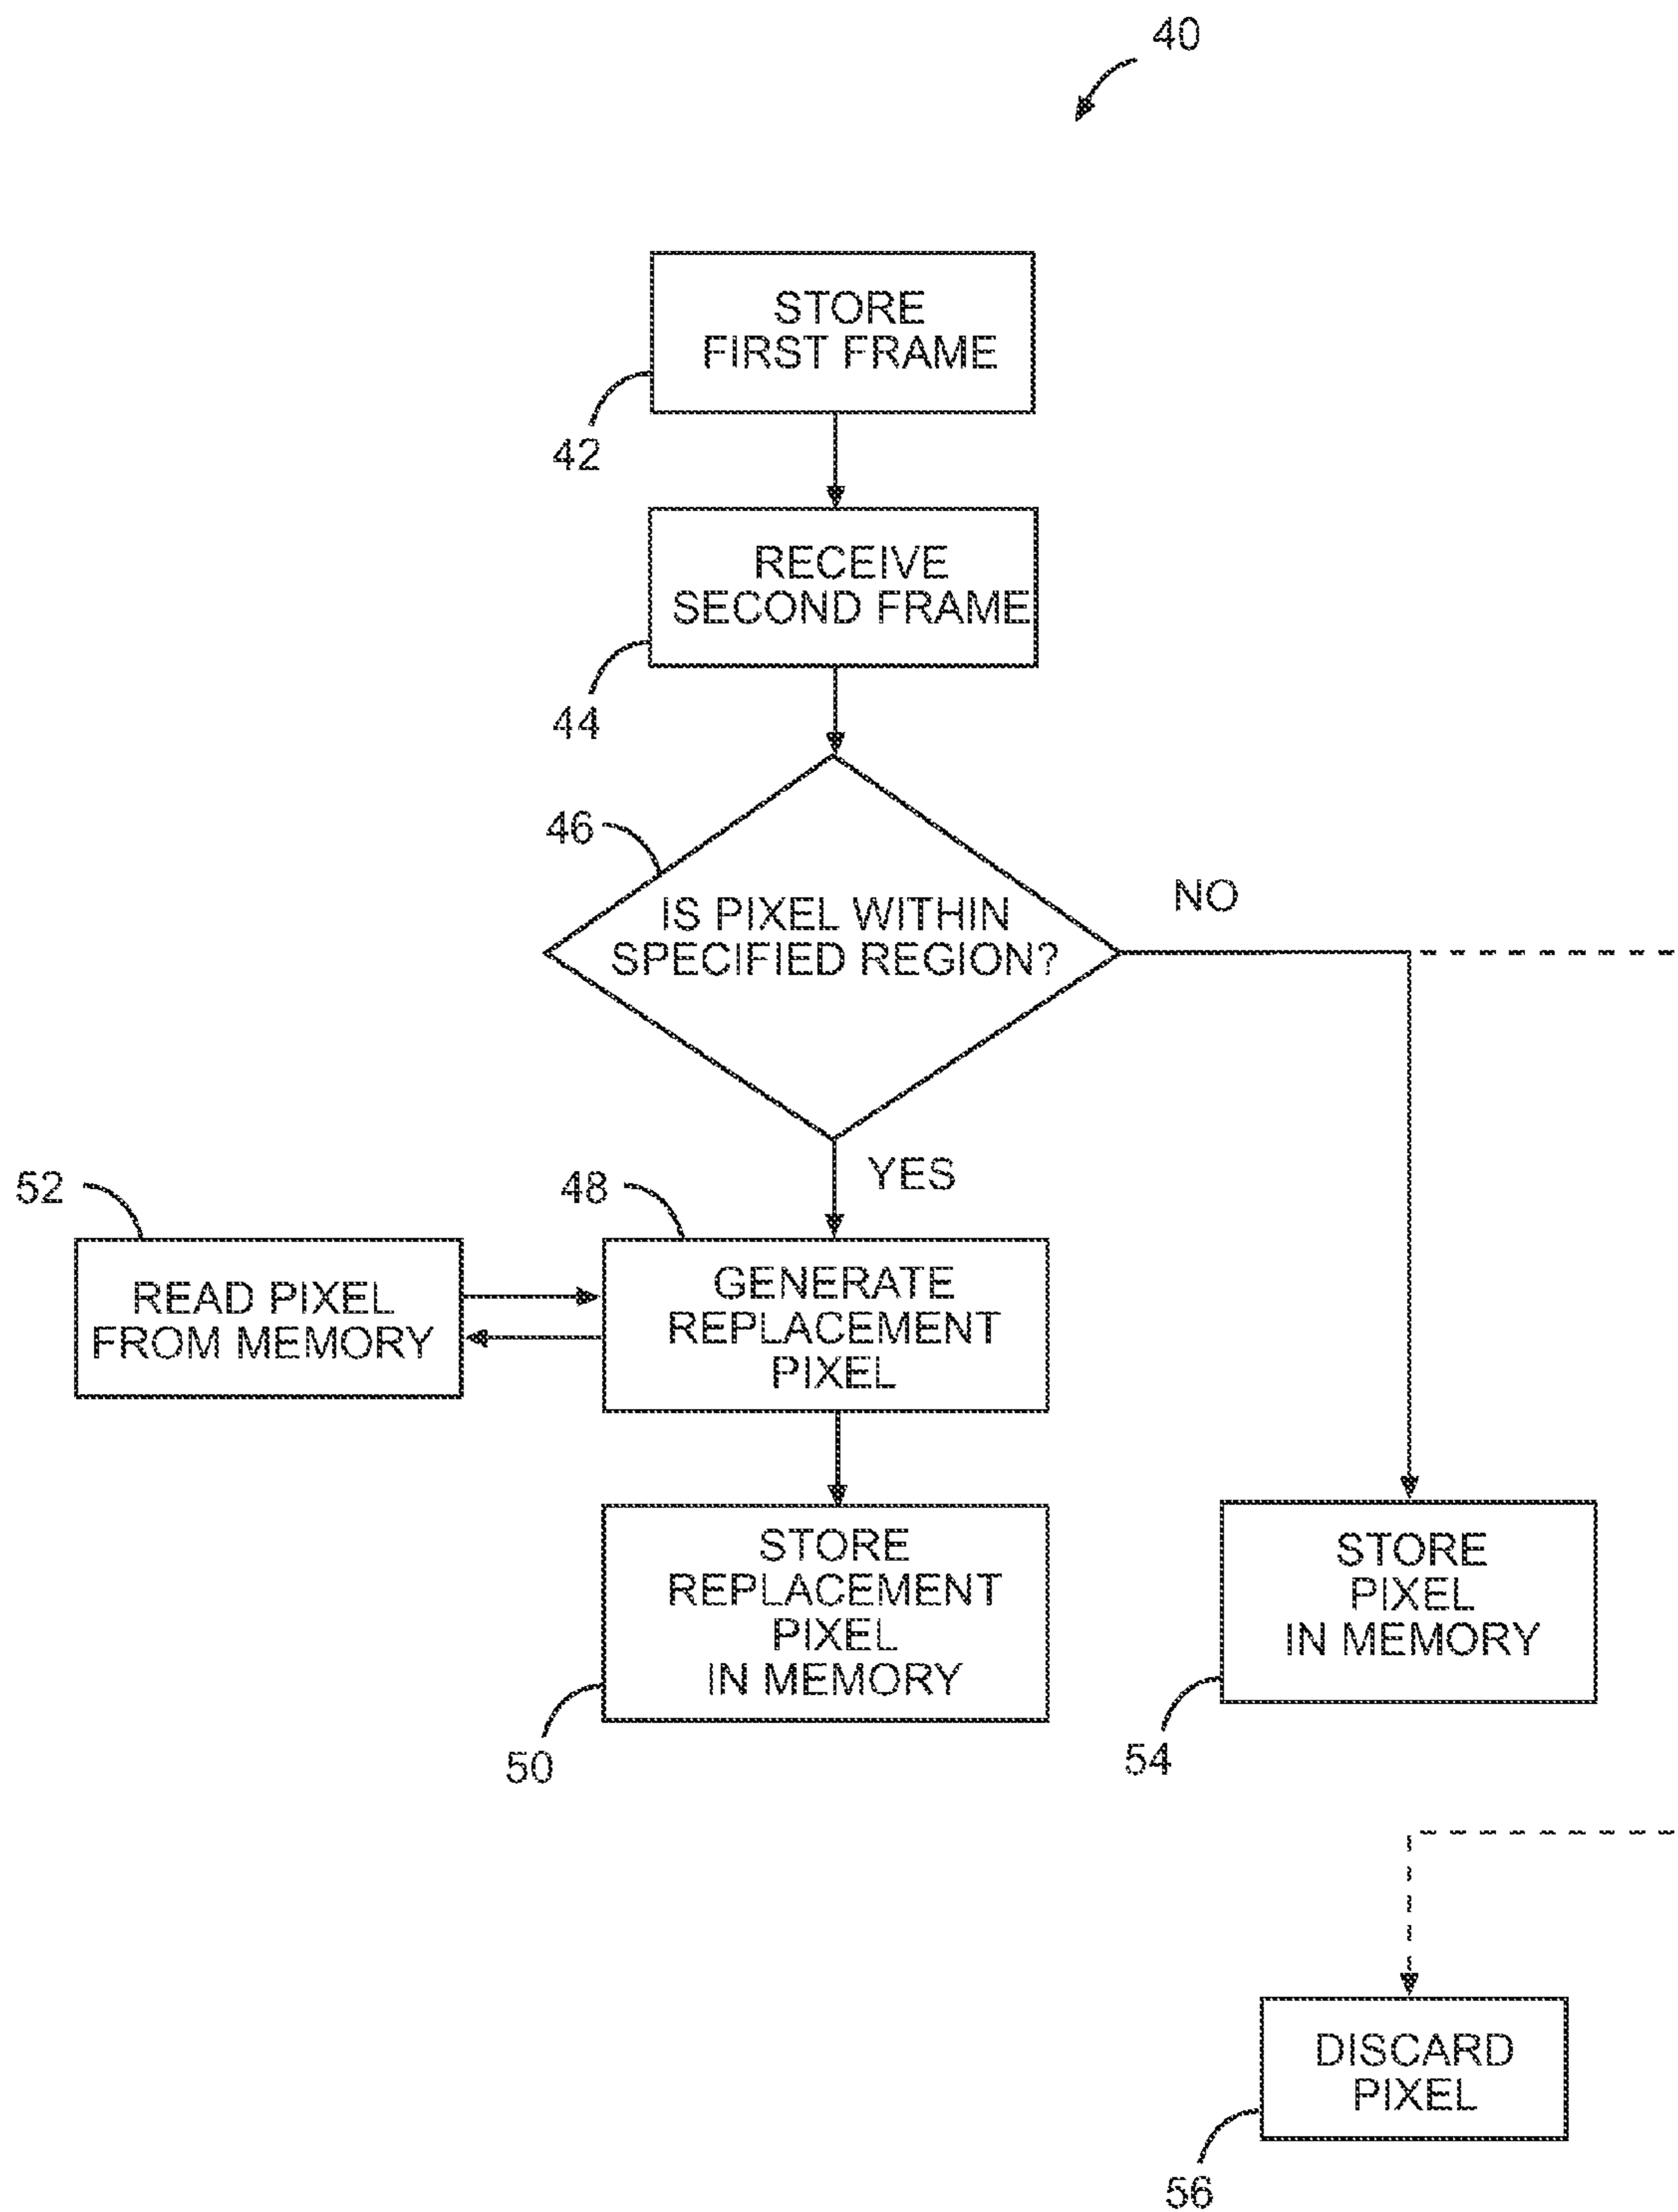 40
STORE
FIRST FRAME
42
RECEIVE
SECOND FRAME
44
46
IS PIXEL WITHIN
SPECIFIED REGION?
NO
YES
52
48
READ PIXEL
FROM MEMORY
GENERATE
REPLACEMENT
PIXEL
STORE
REPLACEMENT
PIXEL
IN MEMORY
50
STORE
PIXEL
IN MEMORY
54
DISCARD
PIXEL
56